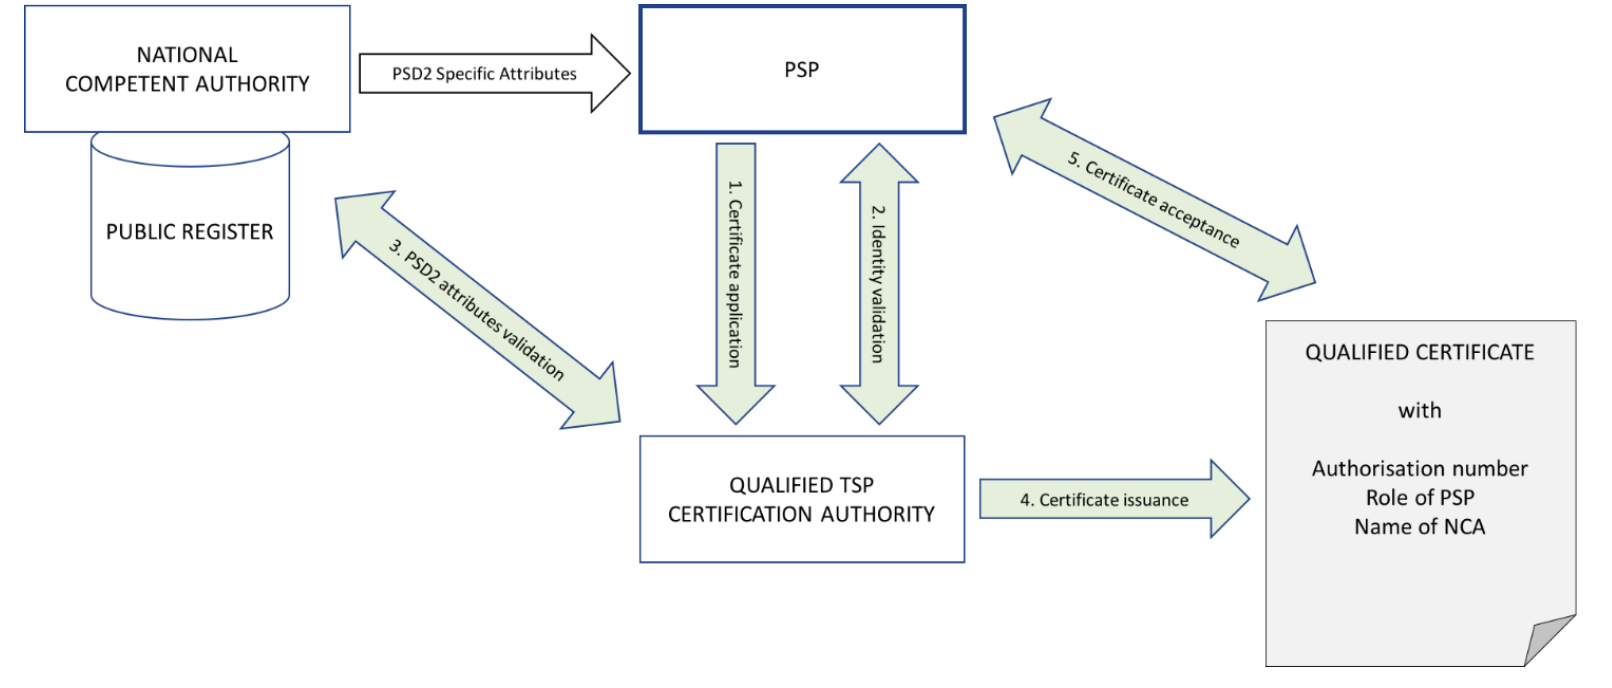 NATIONAL
COMPETENT AUTHORITY
PSD2 Specific Attributes
PSP
PUBLIC REGISTER
1. Certificate application
2. Identity validation
3. PSD2 attributes validation
5. Certificate acceptance
QUALIFIED TSP
CERTIFICATION AUTHORITY
4. Certificate issuance
QUALIFIED CERTIFICATE
with
Authorisation number
Role of PSP
Name of NCA